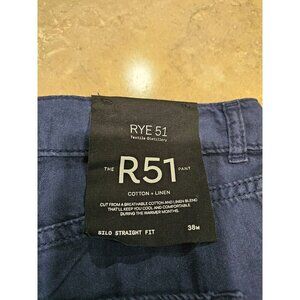 RYE 51
Textile Distillery
THE R51 PANT
COTTON + LINEN
CUT FROM A BREATHABLE COTTON AND LINEN BLEND
THAT'LL KEEP YOU COOL AND COMFORTABLE
DURING THE WARMER MONTHS.
SILO STRAIGHT FIT 38M